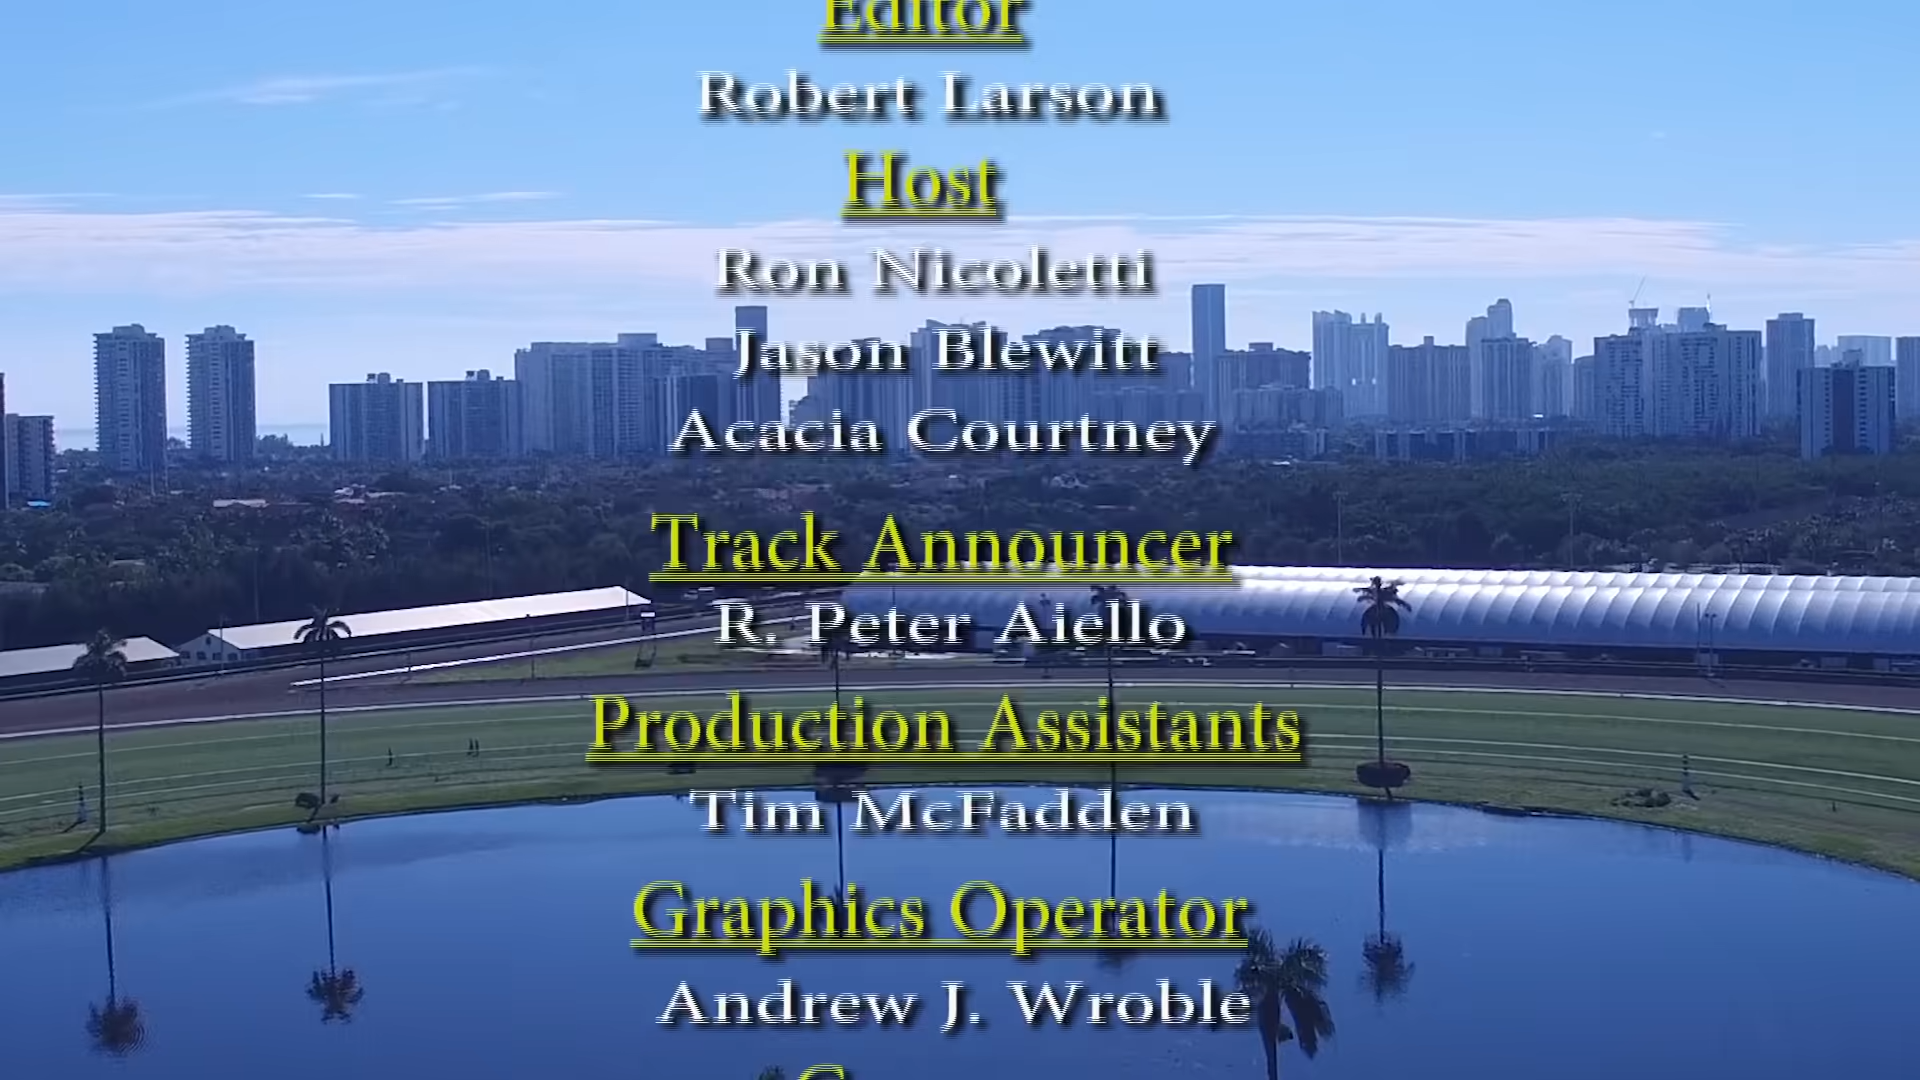 Editor
Robert Larson
Host
Ron Nicoletti
Jason Blewitt
Acacia Courtney
Track Announcer
R. Peter Aiello
Production Assistants
Tim McFadden
Graphics Operator
Andrew J. Wroble